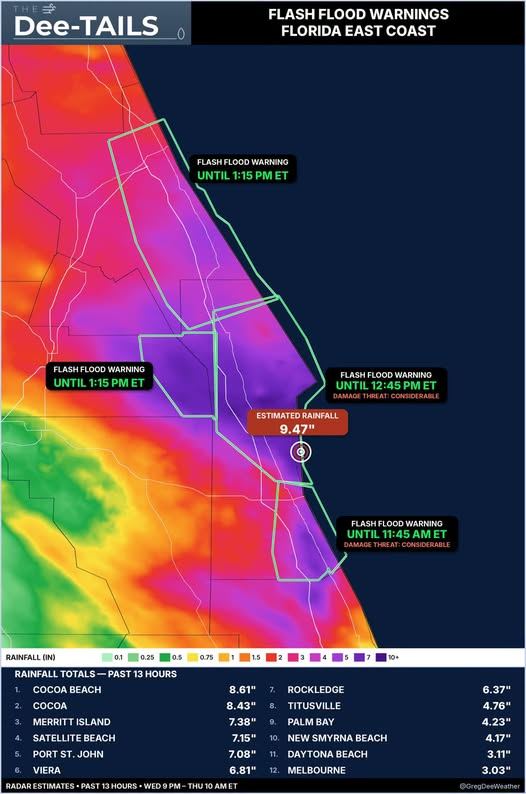 THE
Dee-TAILS
FLASH FLOOD WARNINGS
FLORIDA EAST COAST
FLASH FLOOD WARNING
UNTIL 1:15 PM ET
FLASH FLOOD WARNING
UNTIL 1:15 PM ET
FLASH FLOOD WARNING
UNTIL 12:45 PM ET
DAMAGE THREAT: CONSIDERABLE
ESTIMATED RAINFALL
9.47"
FLASH FLOOD WARNING
UNTIL 11:45 AM ET
DAMAGE THREAT: CONSIDERABLE
RAINFALL (IN) 0.1 0.25 0.5 0.75 1 1.5 2 3 4 5 7 10+
RAINFALL TOTALS — PAST 13 HOURS
1. COCOA BEACH 8.61"
2. COCOA 8.43"
3. MERRITT ISLAND 7.38"
4. SATELLITE BEACH 7.15"
5. PORT ST. JOHN 7.08"
6. VIERA 6.81"
7. ROCKLEDGE 6.37"
8. TITUSVILLE 4.76"
9. PALM BAY 4.23"
10. NEW SMYRNA BEACH 4.17"
11. DAYTONA BEACH 3.11"
12. MELBOURNE 3.03"
RADAR ESTIMATES • PAST 13 HOURS • WED 9 PM – THU 10 AM ET
@GregDeeWeather